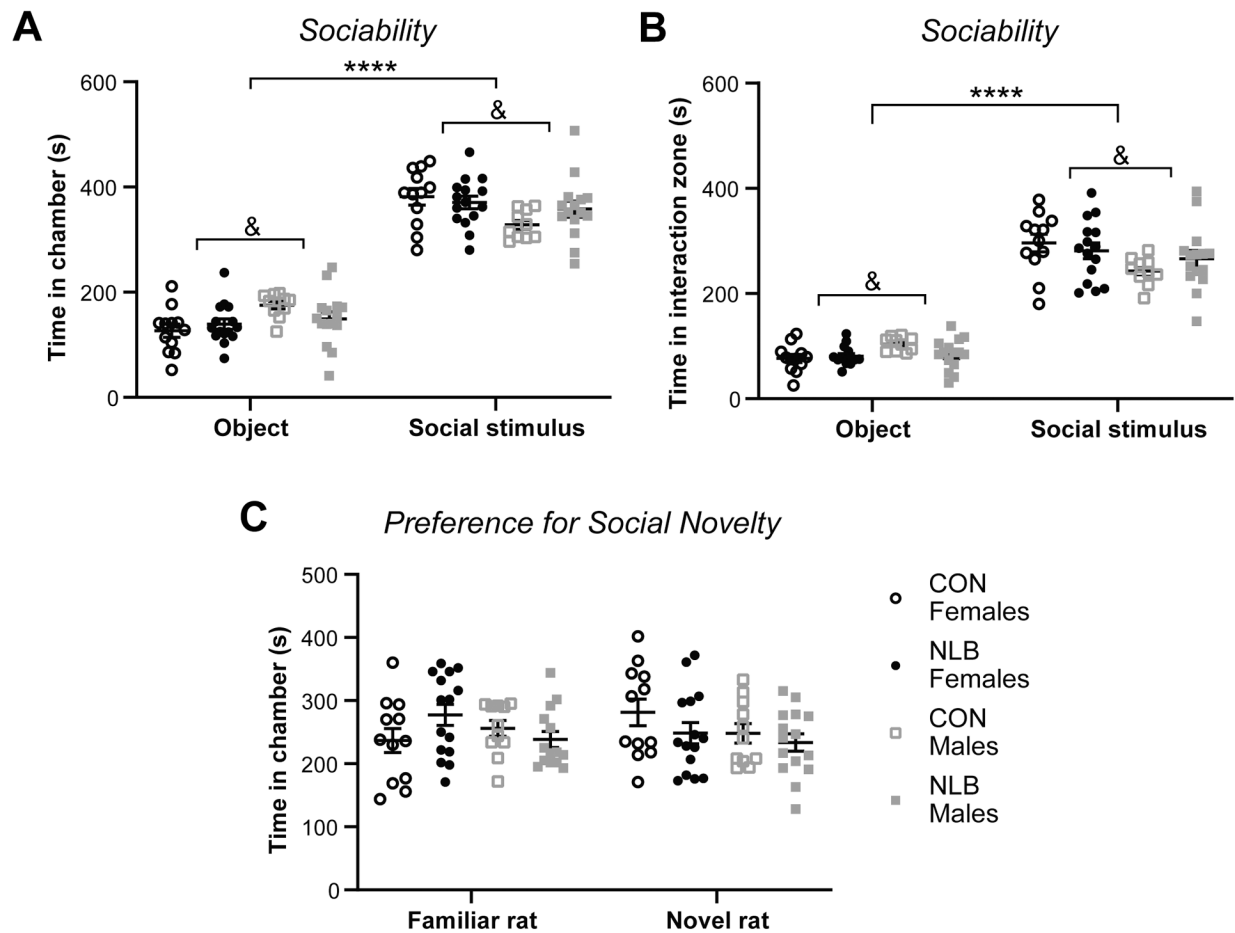 A
Sociability
Time in chamber (s)
600
400
200
0
****
&
&
Object
Social stimulus
B
Sociability
Time in interaction zone (s)
600
400
200
0
****
&
&
Object
Social stimulus
C
Preference for Social Novelty
Time in chamber (s)
500
400
300
200
100
0
Familiar rat
Novel rat
CON
Females
NLB
Females
CON
Males
NLB
Males